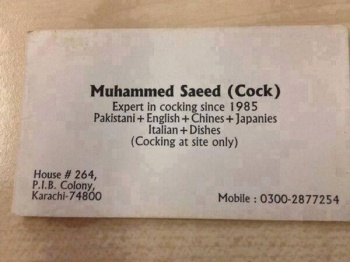 Muhammed Saeed (Cock)
Expert in cocking since 1985
Pakistani+English+Chines+Japanies
Italian+Dishes
(Cocking at site only)
House # 264,
P.I.B. Colony,
Karachi-74800
Mobile : 0300-2877254